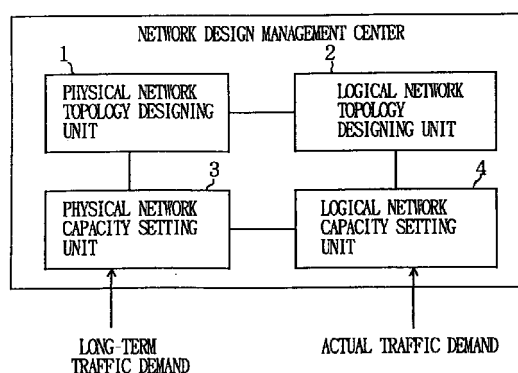 NETWORK DESIGN MANAGEMENT CENTER
1
PHYSICAL NETWORK
TOPOLOGY DESIGNING
UNIT
2
LOGICAL NETWORK
TOPOLOGY
DESIGNING UNIT
3
PHYSICAL NETWORK
CAPACITY SETTING
UNIT
4
LOGICAL NETWORK
CAPACITY SETTING
UNIT
LONG-TERM
TRAFFIC DEMAND
ACTUAL TRAFFIC DEMAND